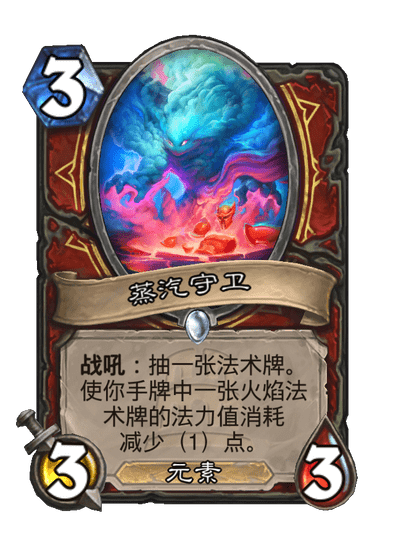 3
蒸汽守卫
战吼：抽一张法术牌。
使你手牌中一张火焰法
术牌的法力值消耗
减少（1）点。
3
元素
3